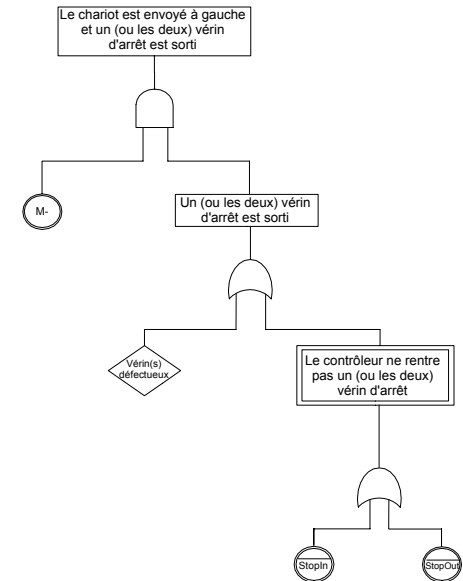 Le chariot est envoyé à gauche
et un (ou les deux) vérin
d'arrêt est sorti
M-
Un (ou les deux) vérin
d'arrêt est sorti
Vérin(s)
défectueux
Le contrôleur ne rentre
pas un (ou les deux)
vérin d'arrêt
StopIn
StopOut